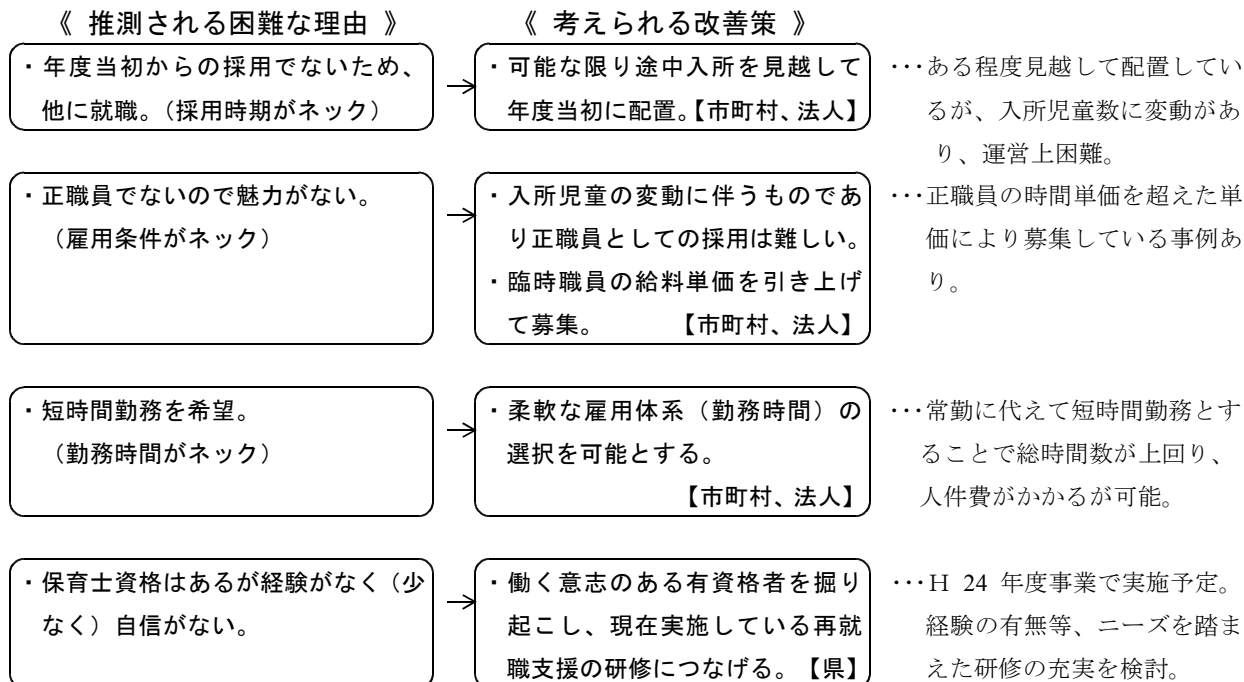 《 推測される困難な理由 》
《 考えられる改善策 》
・年度当初からの採用でないため、
他に就職。（採用時期がネック）
→
・可能な限り途中入所を見越して
年度当初に配置。【市町村、法人】
･･･ある程度見越して配置してい
るが、入所児童数に変動があ
り、運営上困難。
・正職員でないので魅力がない。
（雇用条件がネック）
→
・入所児童の変動に伴うものであ
り正職員としての採用は難しい。
・臨時職員の給料単価を引き上げ
て募集。 【市町村、法人】
･･･正職員の時間単価を超えた単
価により募集している事例あ
り。
・短時間勤務を希望。
（勤務時間がネック）
→
・柔軟な雇用体系（勤務時間）の
選択を可能とする。
【市町村、法人】
･･･常勤に代えて短時間勤務とす
ることで総時間数が上回り、
人件費がかかるが可能。
・保育士資格はあるが経験がなく（少
なく）自信がない。
→
・働く意志のある有資格者を掘り
起こし、現在実施している再就
職支援の研修につなげる。【県】
･･･H 24 年度事業で実施予定。
経験の有無等、ニーズを踏ま
えた研修の充実を検討。